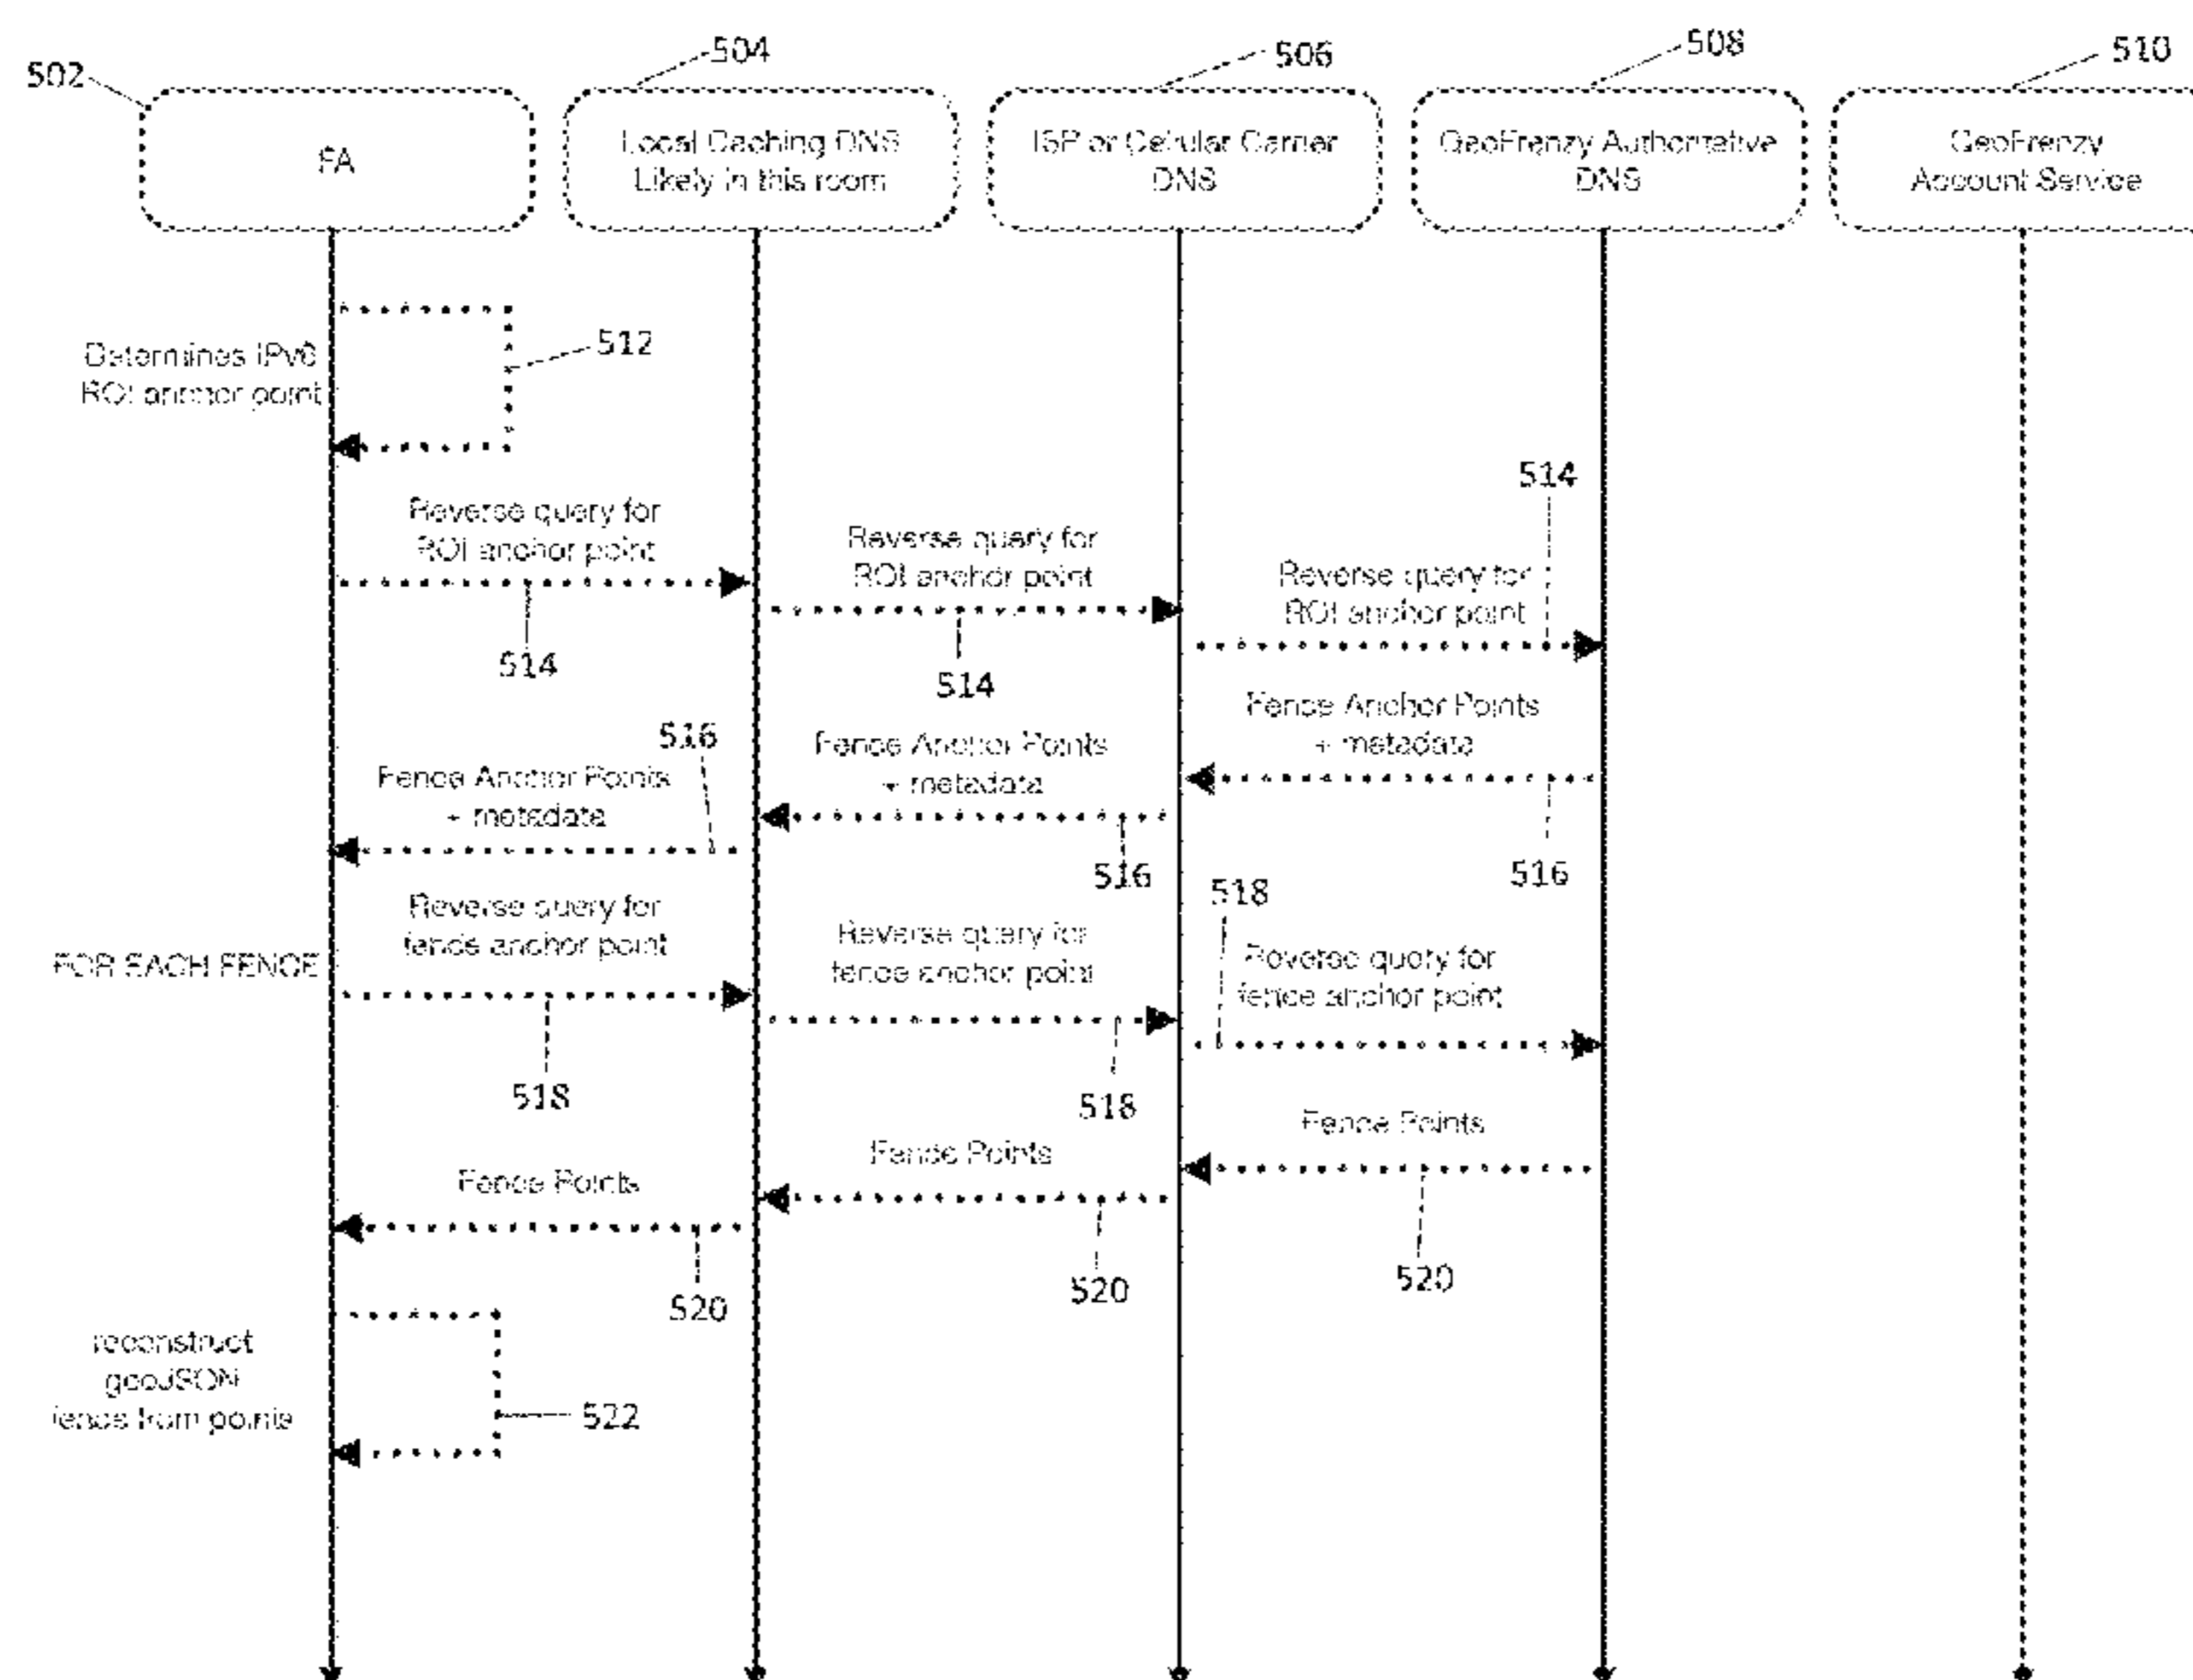 502
504
506
508
510
FA
Local Caching DNS
Likely in this room
ISP or Cellular Carrier
DNS
GeoFrenzy Authoritative
DNS
GeoFrenzy
Account Service
Determines IPv6
ROI anchor point
512
514
Reverse query for
ROI anchor point
514
Reverse query for
ROI anchor point
514
Reverse query for
ROI anchor point
Fence Anchor Points
+ metadata
516
Fence Anchor Points
+ metadata
516
516
Fence Anchor Points
+ metadata
FOR EACH FENCE
Reverse query for
fence anchor point
518
Reverse query for
fence anchor point
518
518
Reverse query for
fence anchor point
Fence Points
520
Fence Points
520
Fence Points
520
reconstruct
geoJSON
fence from points
522